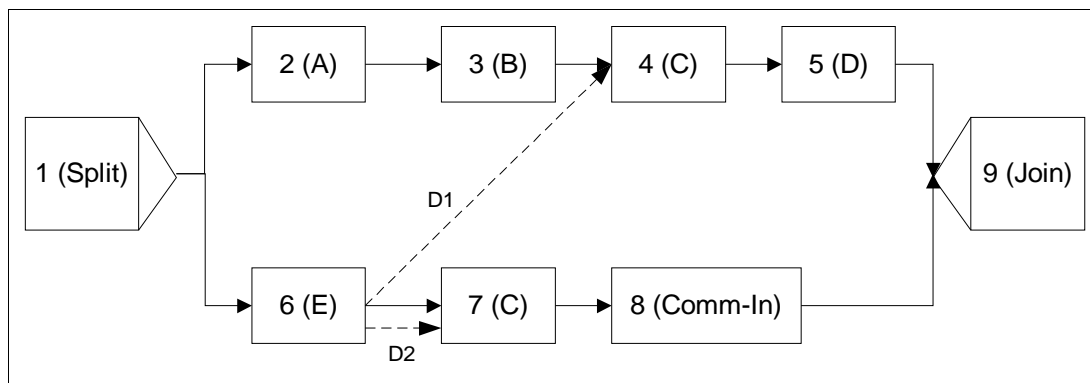 2 (A)
3 (B)
4 (C)
5 (D)
1 (Split)
9 (Join)
D1
6 (E)
7 (C)
8 (Comm-In)
D2